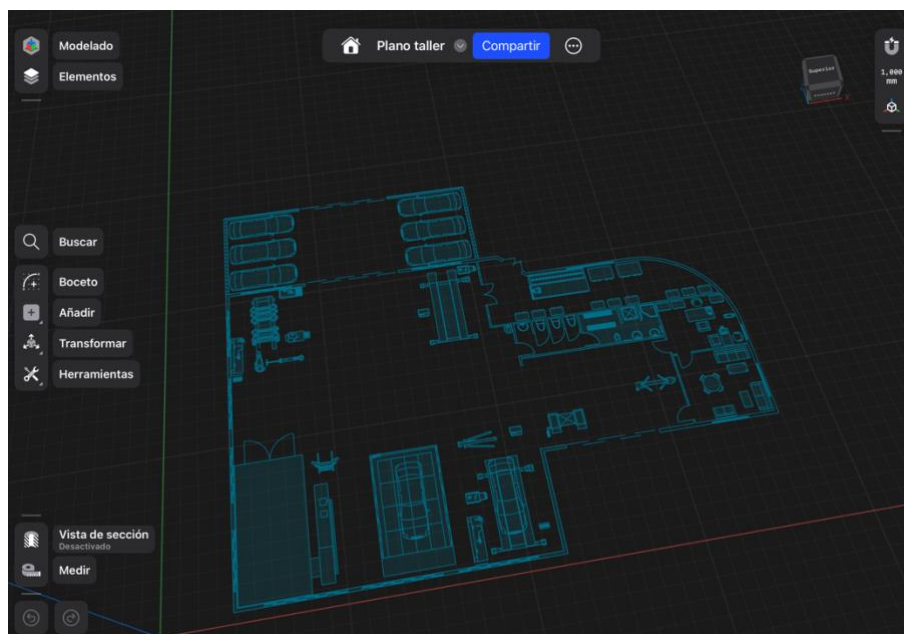 Modelado
Elementos
Plano taller
Compartir
Superior
X
1,000
mm
Buscar
Boceto
Añadir
Transformar
Herramientas
Vista de sección
Desactivado
Medir